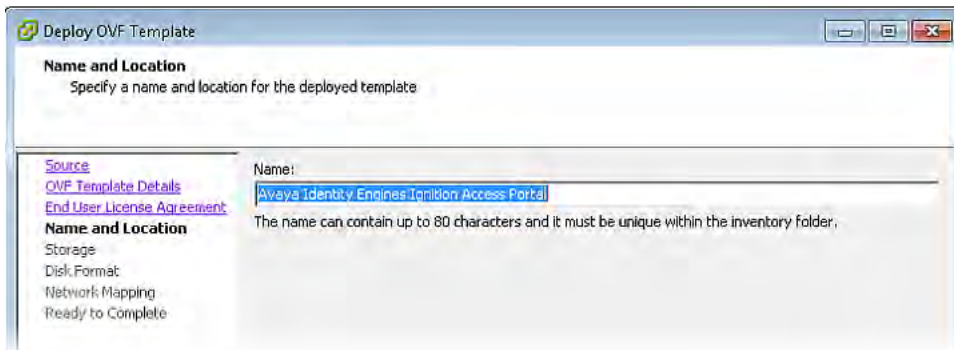 Deploy OVF Template
Name and Location
Specify a name and location for the deployed template
Source
OVF Template Details
End User License Agreement
Name and Location
Storage
Disk Format
Network Mapping
Ready to Complete
Name:
Avaya Identity Engines Ignition Access Portal
The name can contain up to 80 characters and it must be unique within the inventory folder.